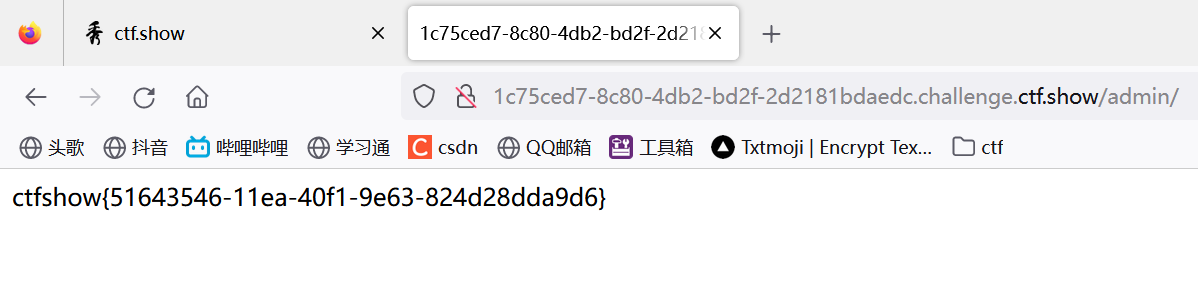 ctf.show
1c75ced7-8c80-4db2-bd2f-2d218
1c75ced7-8c80-4db2-bd2f-2d2181bdaedc.challenge.ctf.show/admin/
头歌 抖音 哔哩哔哩 学习通 csdn QQ邮箱 工具箱 Txtmoji | Encrypt Tex... ctf
ctfshow{51643546-11ea-40f1-9e63-824d28dda9d6}